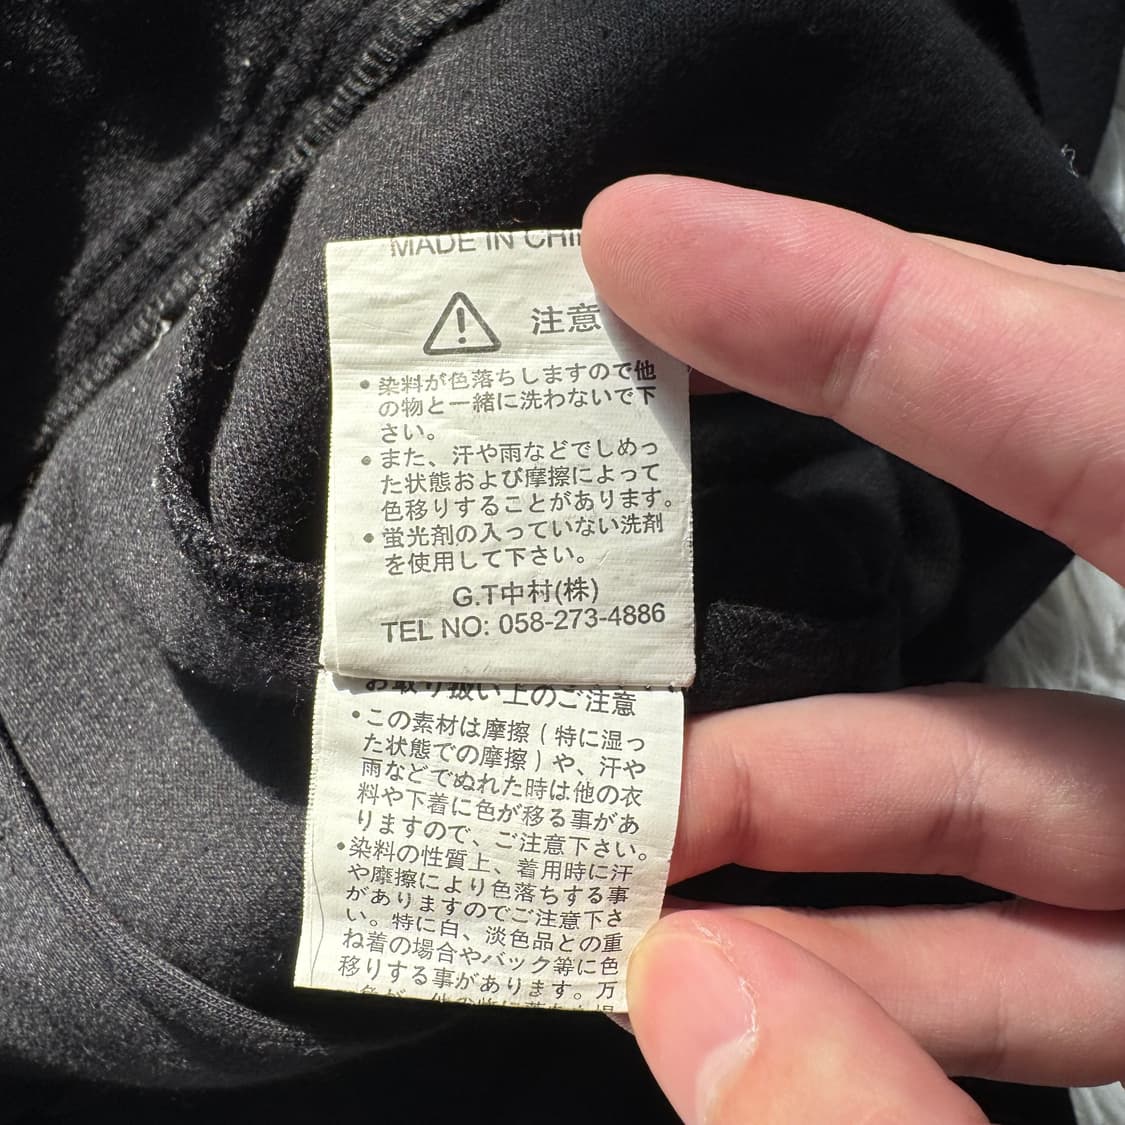 MADE IN CHI
注意
• 染料が色落ちしますので他
の物と一緒に洗わないで下
さい。
• また、汗や雨などでしめっ
た状態および摩擦によって
色移りすることがあります。
• 蛍光剤の入っていない洗剤
を使用して下さい。
G.T中村(株)
TEL NO: 058-273-4886
お取り扱い上のご注意
•この素材は摩擦(特に湿っ
た状態での摩擦)や、汗や
雨などでぬれた時は他の衣
料や下着に色が移る事があ
りますので、ご注意下さい。
•染料の性質上、着用時に汗
や摩擦により色落ちする事
がありますのでご注意下さ
い。特に白、淡色品との重
ね着の場合やバック等に色
移りする事があります。万